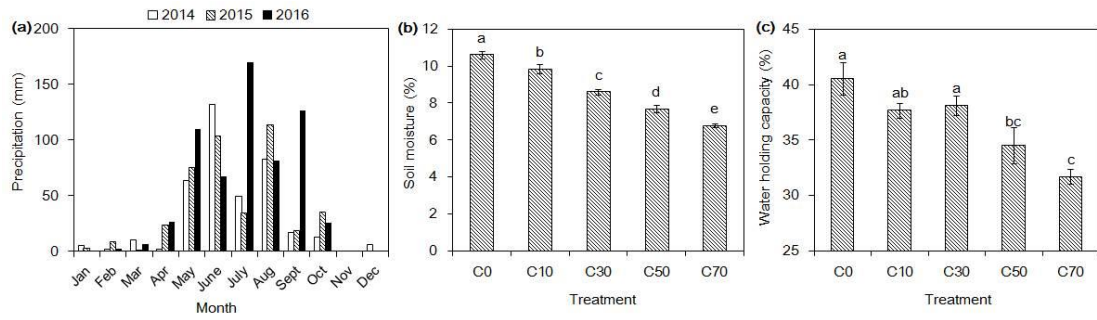 2014 2015 2016
(a)
200
150
100
50
0
Precipitation (mm)
Jan Feb Mar Apr May June July Aug Sept Oct Nov Dec
Month
(b)
12
10
8
6
4
2
0
Soil moisture (%)
a b c d e
C0 C10 C30 C50 C70
Treatment
(c)
45
40
35
30
25
Water holding capacity (%)
a ab a bc c
C0 C10 C30 C50 C70
Treatment